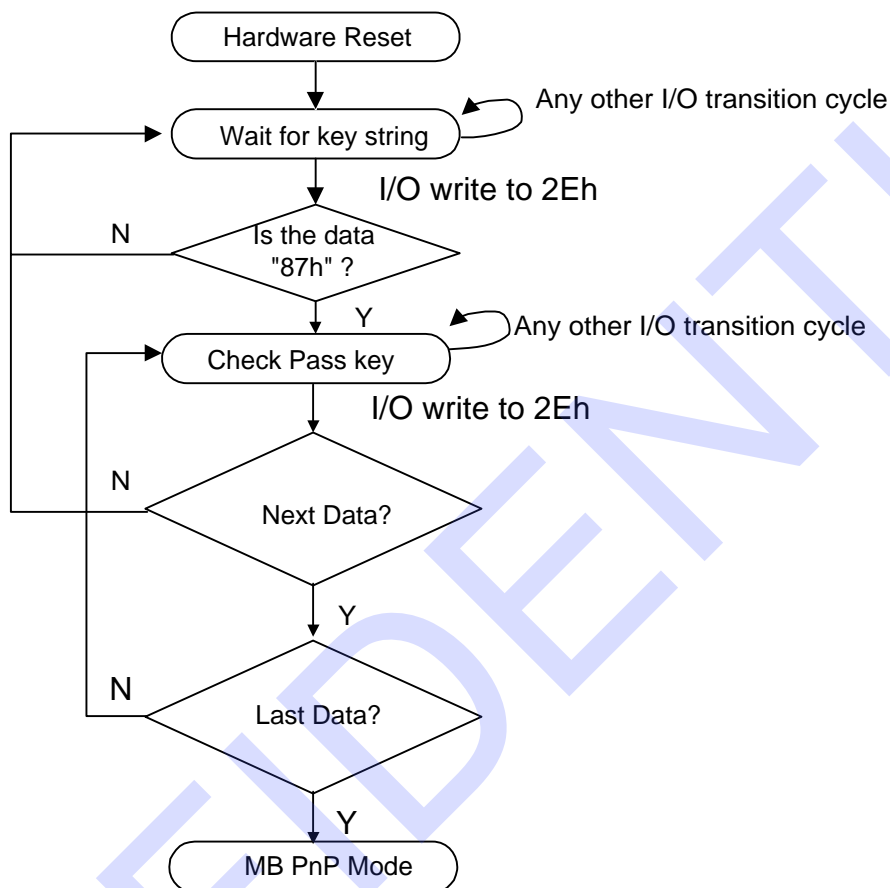 Hardware Reset
Any other I/O transition cycle
Wait for key string
I/O write to 2Eh
N
Is the data
"87h" ?
Y
Any other I/O transition cycle
Check Pass key
I/O write to 2Eh
N
Next Data?
Y
N
Last Data?
Y
MB PnP Mode